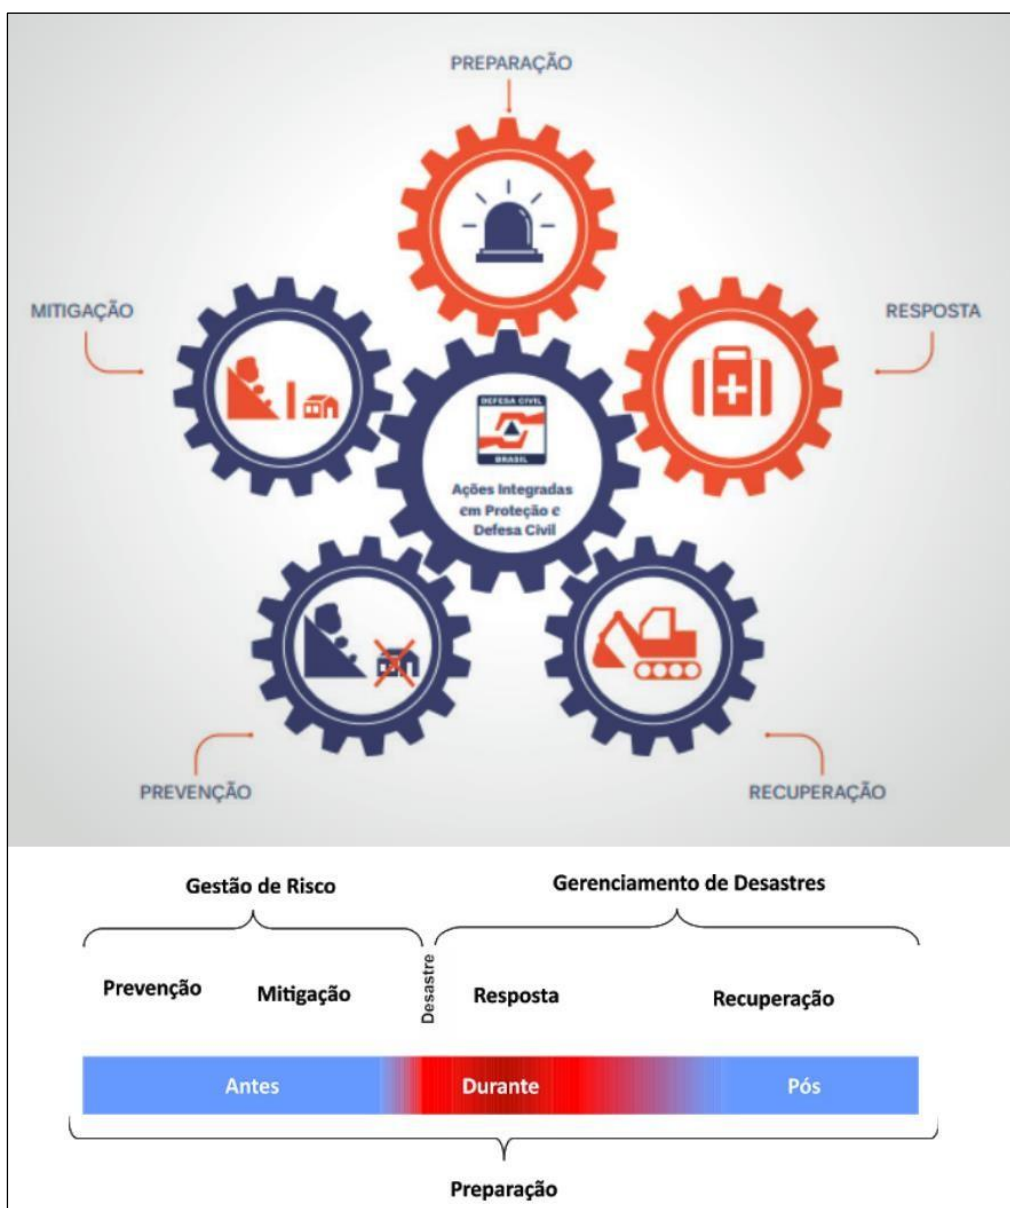 PREPARAÇÃO
MITIGAÇÃO
RESPOSTA
DEFESA CIVIL
BRASIL
Ações Integradas
em Proteção e
Defesa Civil
PREVENÇÃO
RECUPERAÇÃO
Gestão de Risco
Gerenciamento de Desastres
Prevenção
Mitigação
Desastre
Resposta
Recuperação
Antes
Durante
Pós
Preparação